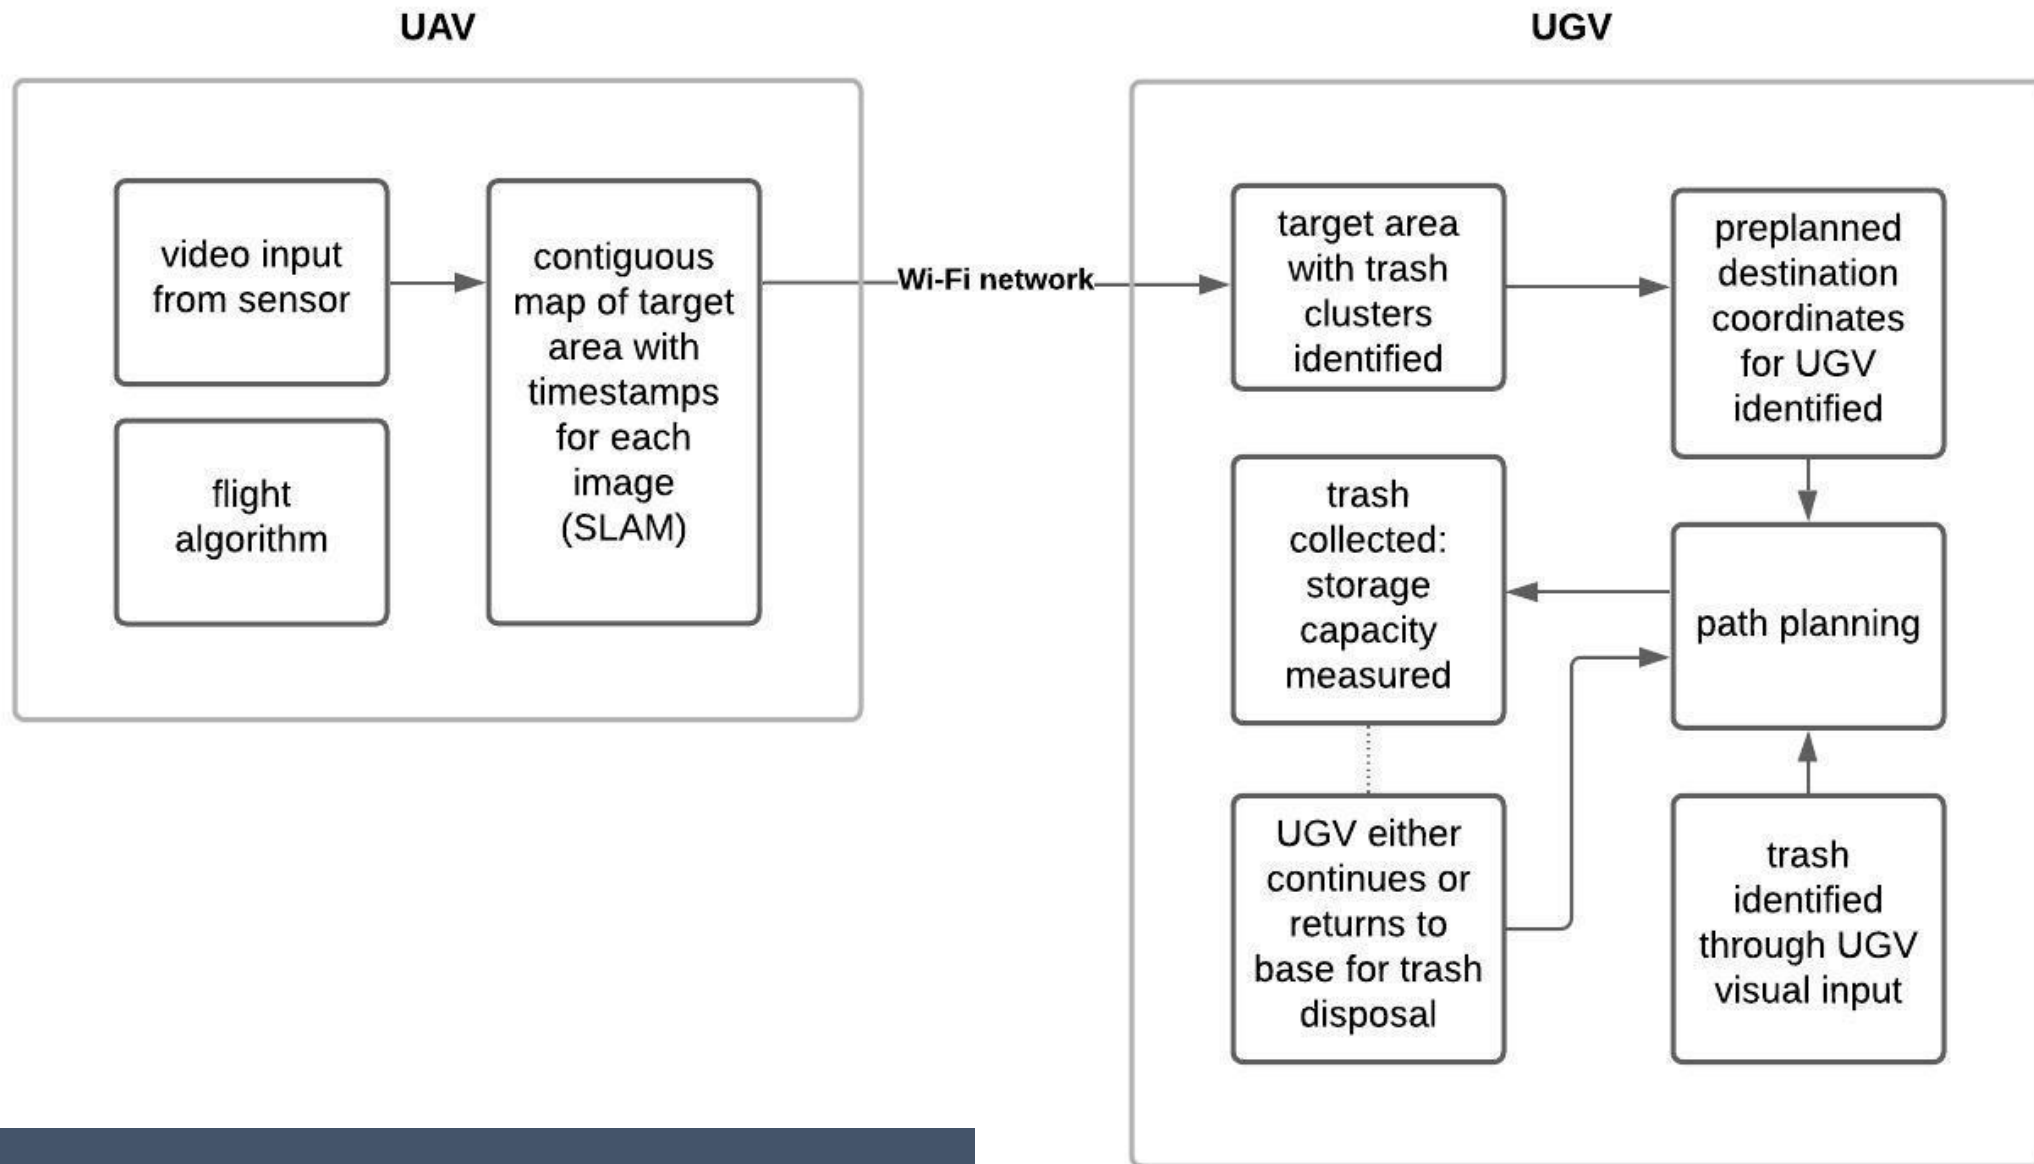 UAV
UGV
video input
from sensor
contiguous
map of target
area with
timestamps
for each
image
(SLAM)
flight
algorithm
Wi-Fi network
target area
with trash
clusters
identified
preplanned
destination
coordinates
for UGV
identified
trash
collected:
storage
capacity
measured
path planning
UGV either
continues or
returns to
base for trash
disposal
trash
identified
through UGV
visual input